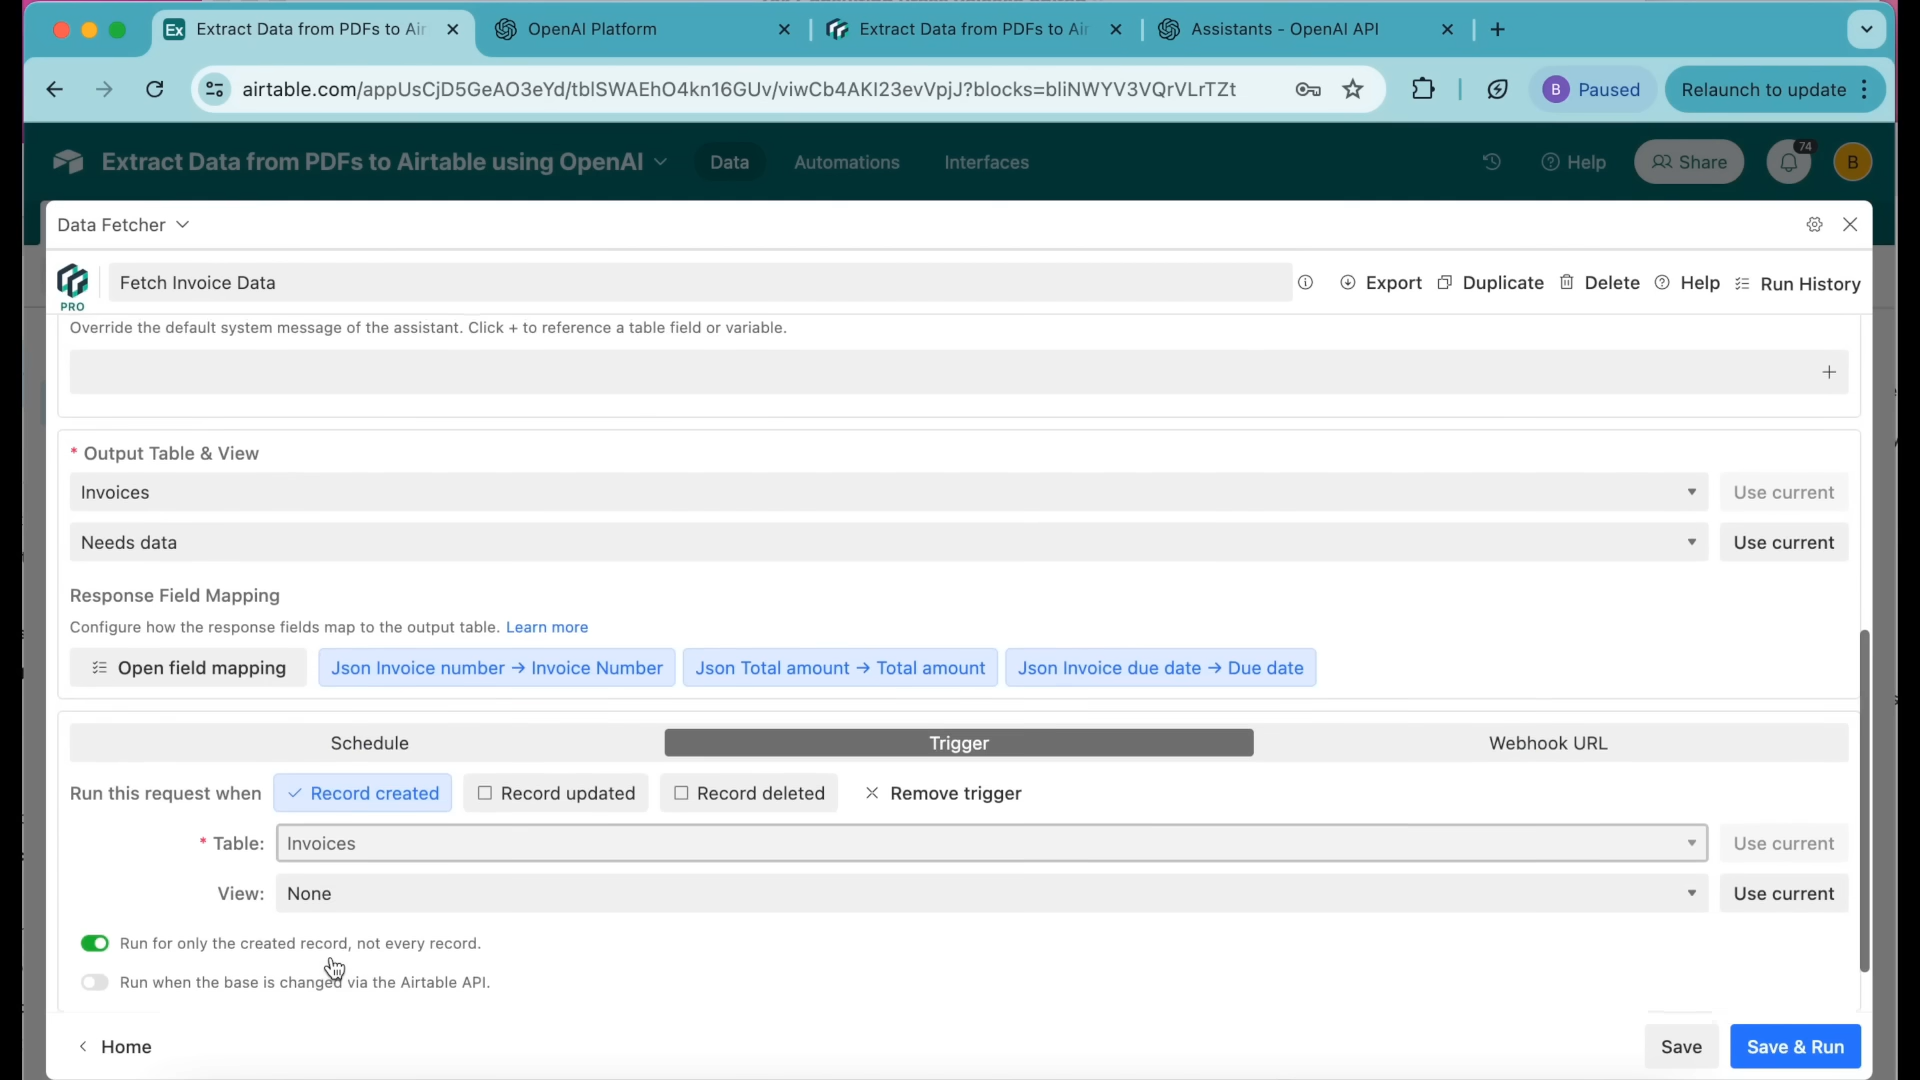 Ex Extract Data from PDFs to Air
OpenAI Platform
Extract Data from PDFs to Air
Assistants - OpenAI API
airtable.com/appUsCjD5GeAO3eYd/tblSWAEhO4kn16GUv/viwCb4AKI23evVpjJ?blocks=bliNWYV3VQrVLrTZt
B Paused
Relaunch to update
Extract Data from PDFs to Airtable using OpenAI
Data
Automations
Interfaces
Help
Share
74
B
Data Fetcher
PRO
Fetch Invoice Data
Export
Duplicate
Delete
Help
Run History
Override the default system message of the assistant. Click + to reference a table field or variable.
* Output Table & View
Invoices
Use current
Needs data
Use current
Response Field Mapping
Configure how the response fields map to the output table. Learn more
Open field mapping
Json Invoice number → Invoice Number
Json Total amount → Total amount
Json Invoice due date → Due date
Schedule
Trigger
Webhook URL
Run this request when
Record created
Record updated
Record deleted
Remove trigger
* Table:
Invoices
Use current
View:
None
Use current
Run for only the created record, not every record.
Run when the base is changed via the Airtable API.
Home
Save
Save & Run